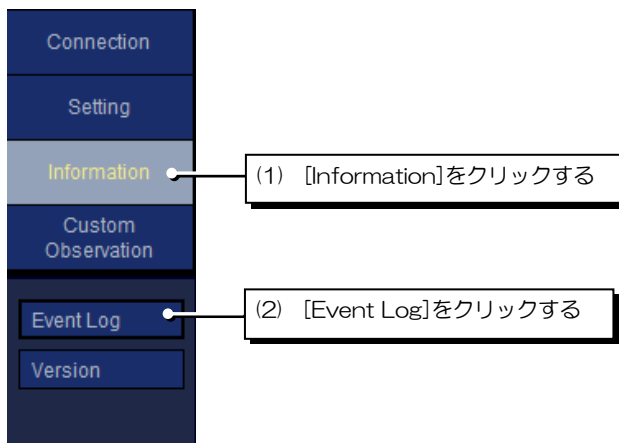 Connection
Setting
Information
(1) [Information]をクリックする
Custom
Observation
Event Log
(2) [Event Log]をクリックする
Version